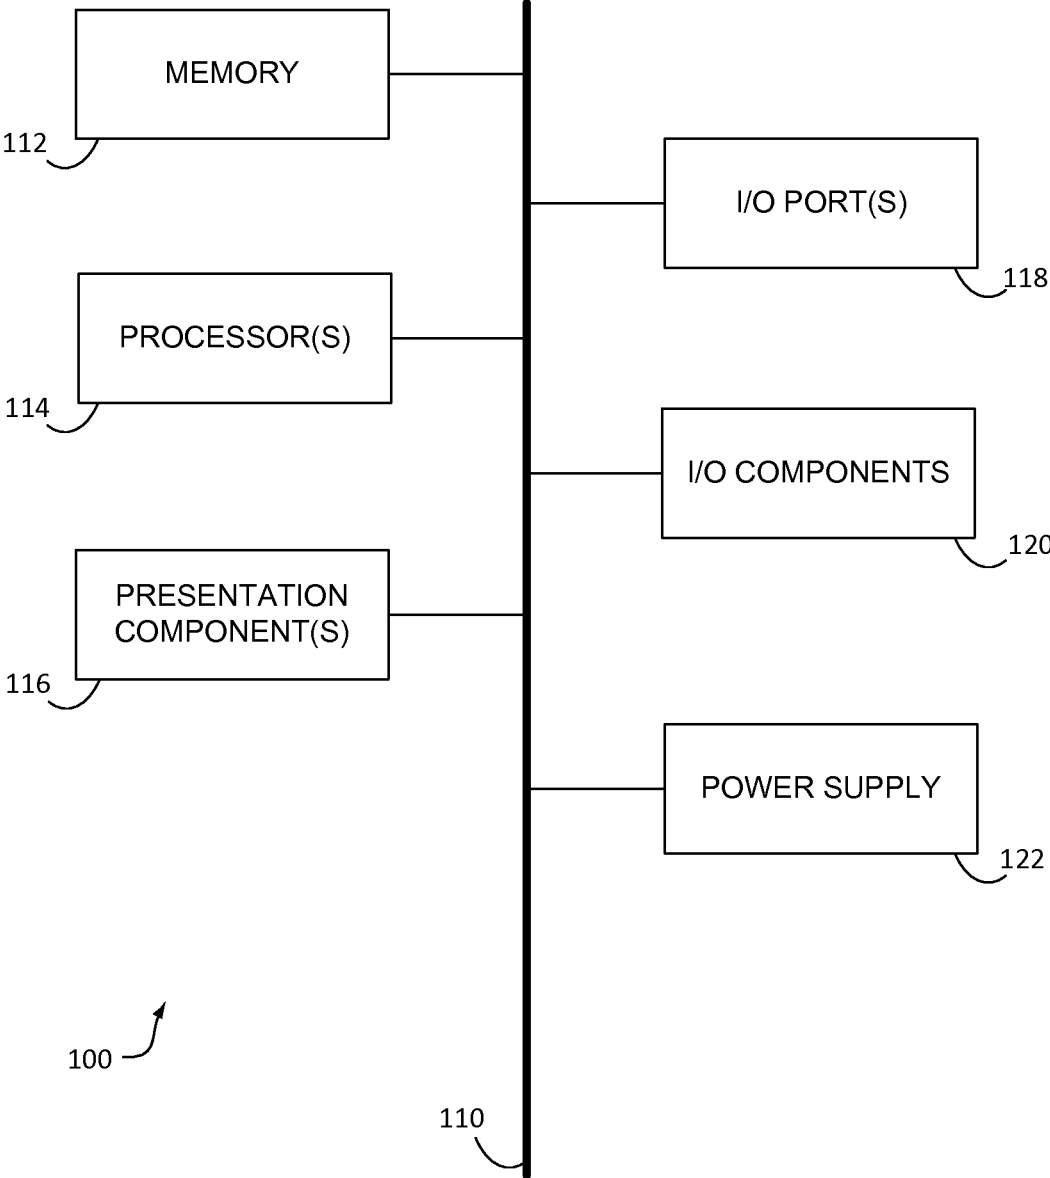 MEMORY
112
I/O PORT(S)
118
PROCESSOR(S)
114
I/O COMPONENTS
120
PRESENTATION
COMPONENT(S)
116
POWER SUPPLY
122
100
110